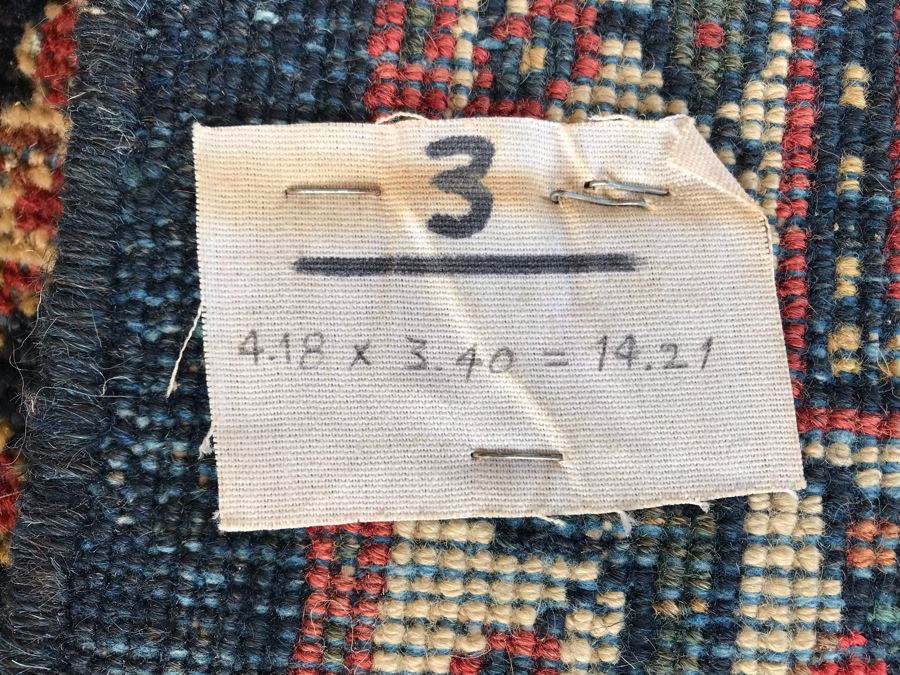 3
4.18 x 3.40 = 14.21